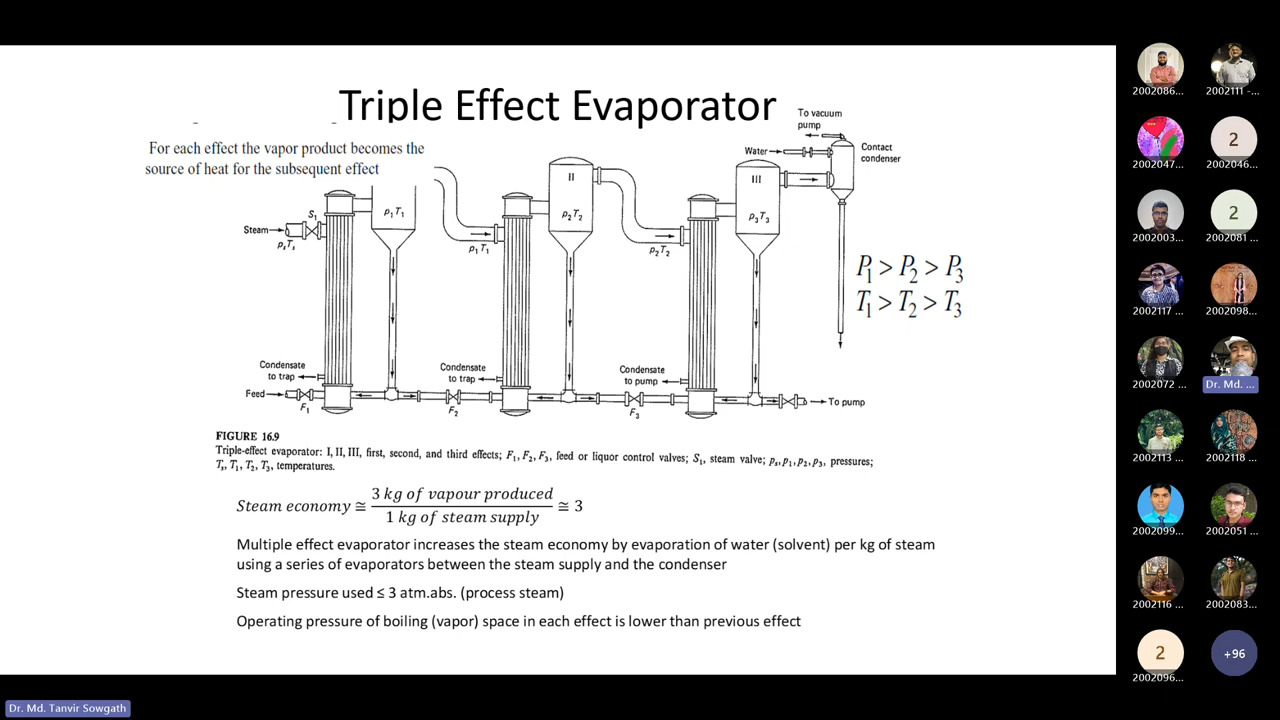 Triple Effect Evaporator
For each effect the vapor product becomes the
source of heat for the subsequent effect
To vacuum
pump
Water
Contact
condenser
II
III
S₁
p₁T₁
p₂T₂
p₃T₃
Steam
pₛTₛ
p₁T₁
p₂T₂
P₁ > P₂ > P₃
T₁ > T₂ > T₃
Condensate
to trap
Condensate
to trap
Condensate
to pump
Feed
F₁
F₂
F₃
To pump
FIGURE 16.9
Triple-effect evaporator: I, II, III, first, second, and third effects; F₁, F₂, F₃, feed or liquor control valves; S₁, steam valve; pₛ, p₁, p₂, p₃, pressures;
Tₛ, T₁, T₂, T₃, temperatures.
Steam economy ≅ 3 kg of vapour produced / 1 kg of steam supply ≅ 3
Multiple effect evaporator increases the steam economy by evaporation of water (solvent) per kg of steam
using a series of evaporators between the steam supply and the condenser
Steam pressure used ≤ 3 atm.abs. (process steam)
Operating pressure of boiling (vapor) space in each effect is lower than previous effect
2002086...
2002111 -...
2002047...
2
2002046...
2002003...
2
2002081 ...
2002117 ...
2002098...
2002072 ...
Dr. Md. ...
2002113 ...
2002118 ...
2002099...
2002051 ...
2002116 ...
2002083...
2
2002096...
+96
Dr. Md. Tanvir Sowgath